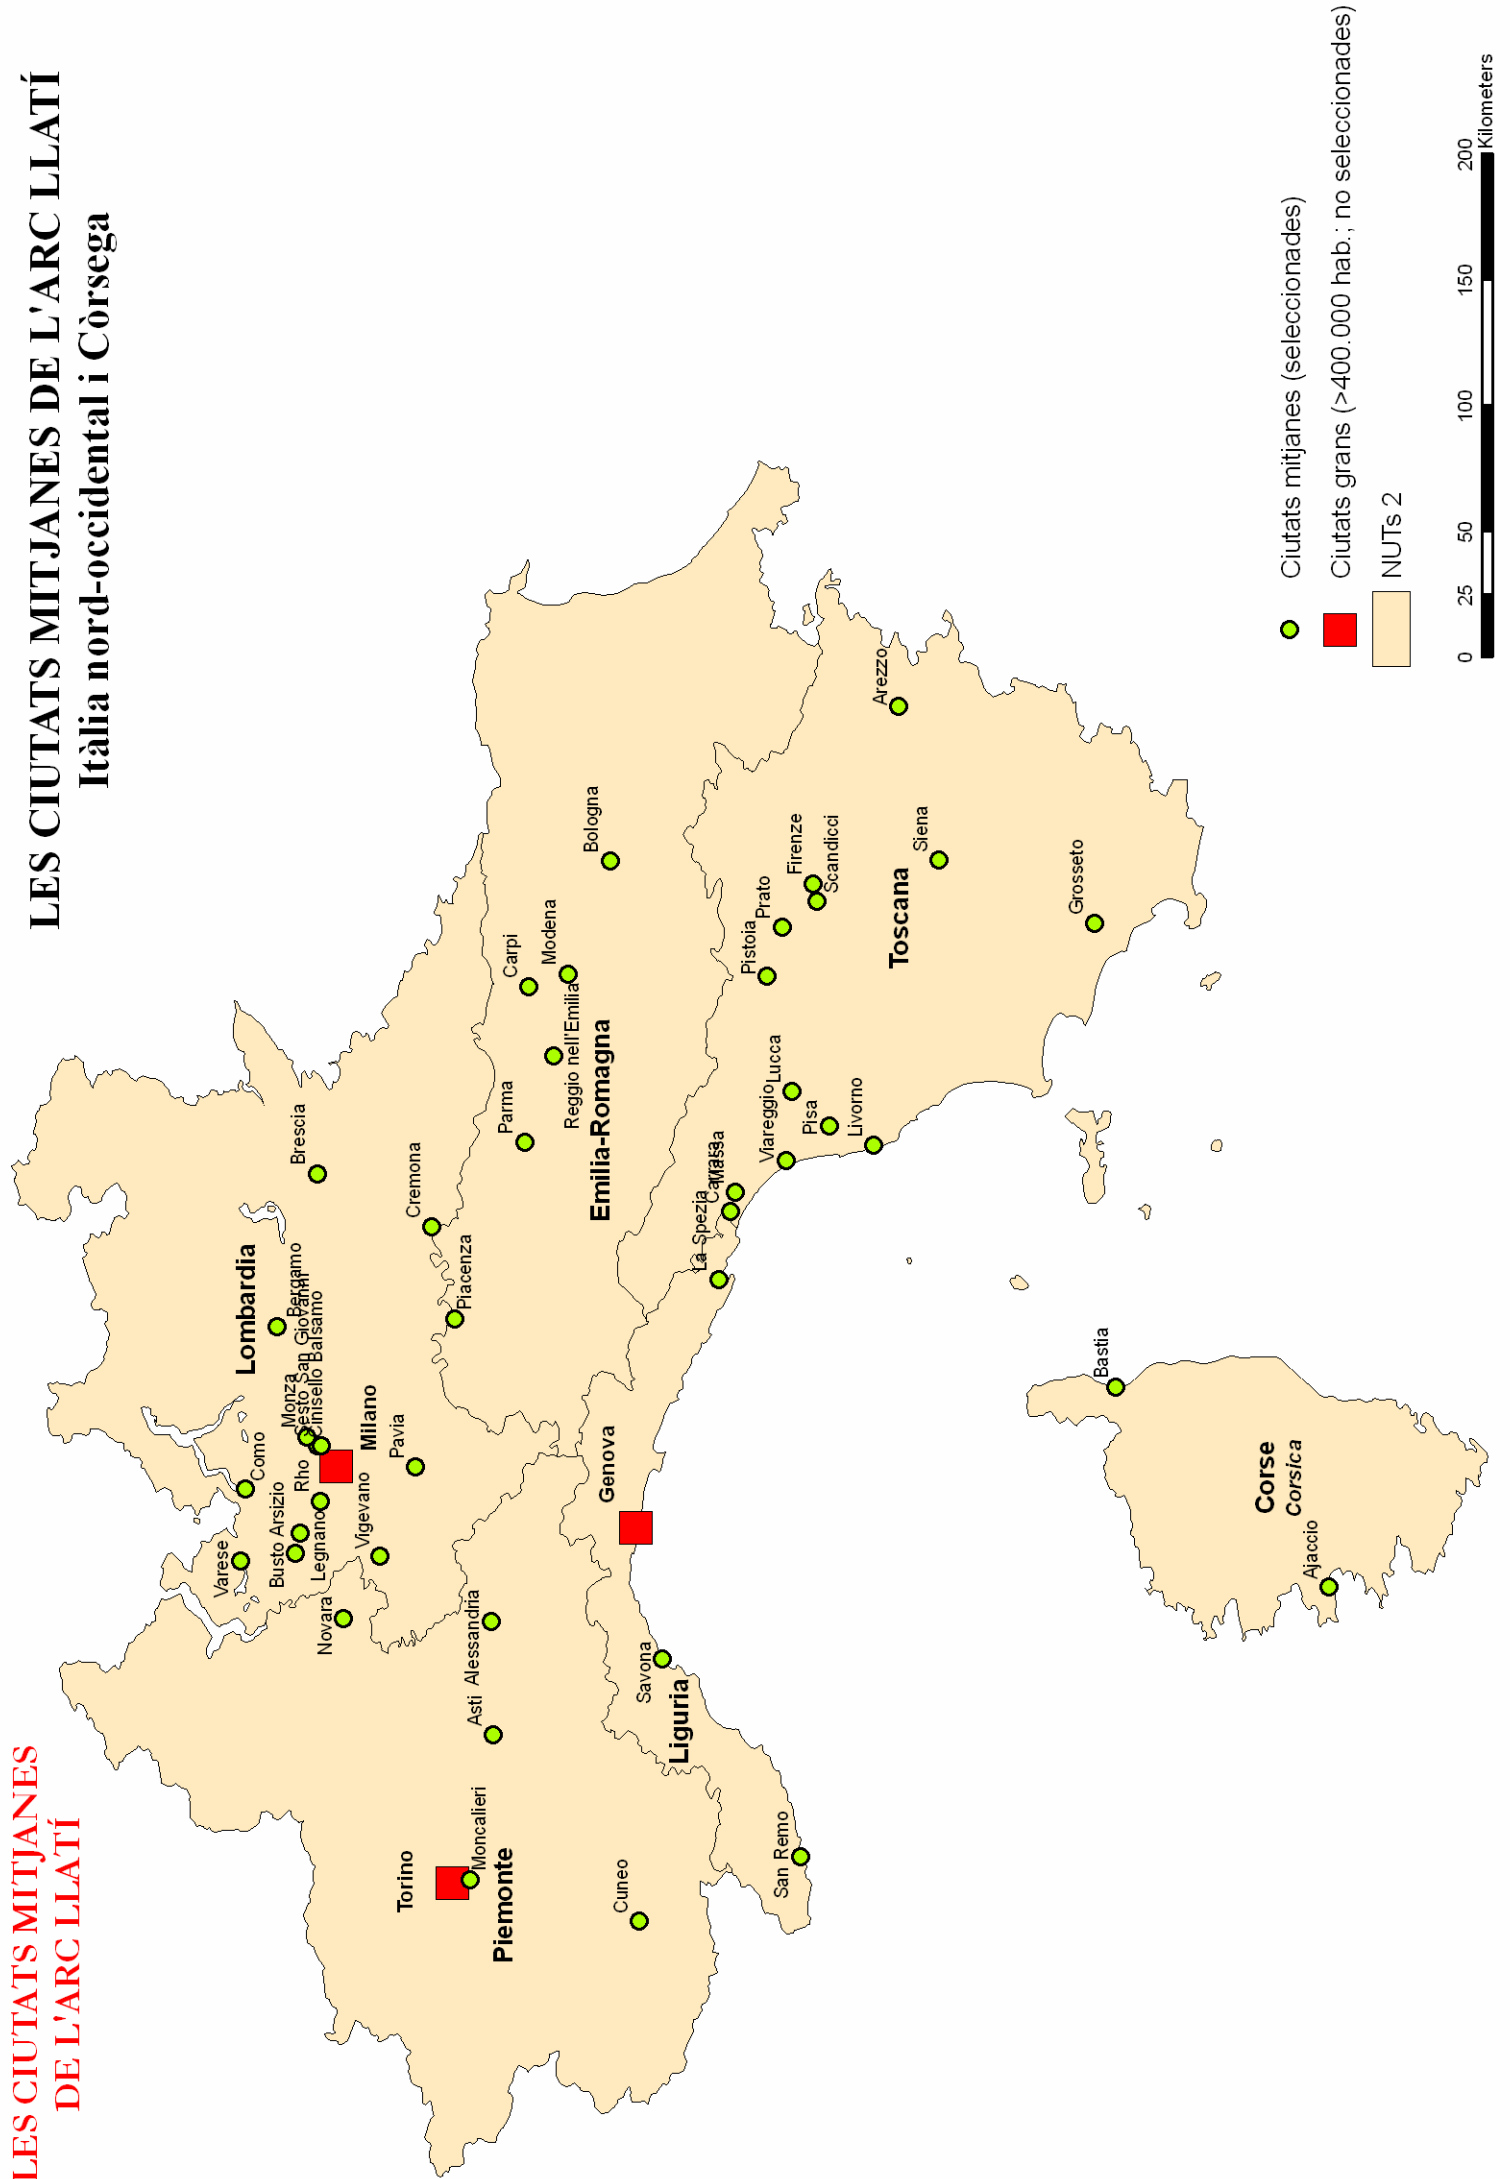 LES CIUTATS MITJANES
DE L'ARC LLATÍ
LES CIUTATS MITJANES DE L'ARC LLATÍ
Itàlia nord-occidental i Còrsega
Lombardia
Varese
Como
Busto Arsizio
Legnano
Rho
Monza
Sesto San Giovanni
Cinisello Balsamo
Bergamo
Brescia
Milano
Vigevano
Pavia
Cremona
Novara
Torino
Moncalieri
Piemonte
Asti
Alessandria
Cuneo
Piacenza
Parma
Reggio nell'Emilia
Carpi
Modena
Bologna
Emilia-Romagna
Genova
Savona
Liguria
San Remo
La Spezia
Carrara
Massa
Viareggio
Lucca
Pisa
Livorno
Pistoia
Prato
Firenze
Scandicci
Toscana
Arezzo
Siena
Grosseto
Bastia
Corse
Corsica
Ajaccio
Ciutats mitjanes (seleccionades)
Ciutats grans (>400.000 hab.; no seleccionades)
NUTs 2
0 25 50 100 150 200
Kilometers